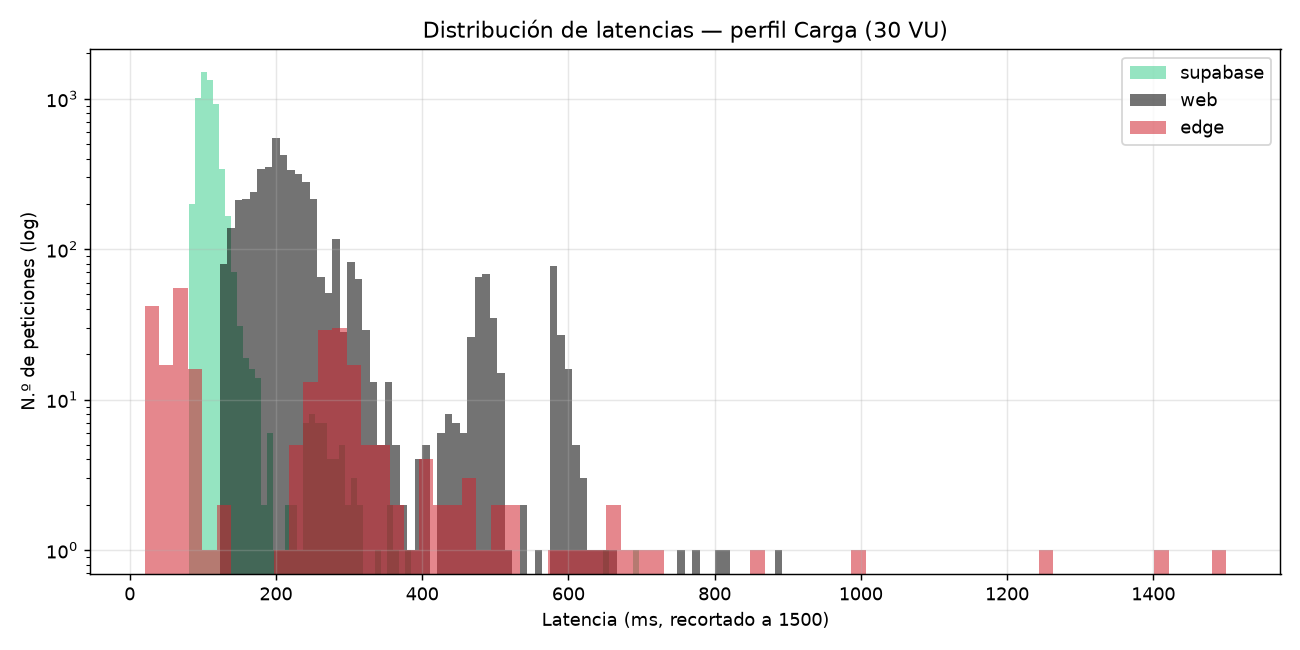 Distribución de latencias — perfil Carga (30 VU)
supabase
web
edge
N.º de peticiones (log)
10³
10²
10¹
10⁰
0 200 400 600 800 1000 1200 1400
Latencia (ms, recortado a 1500)